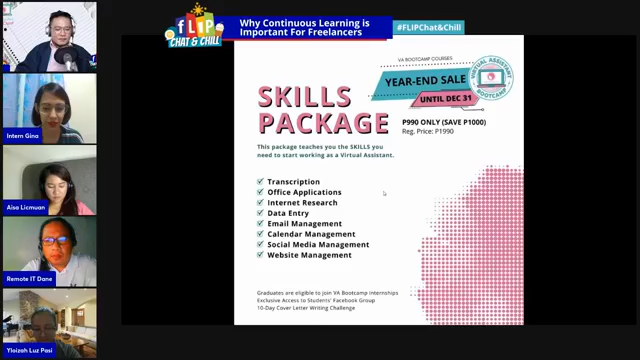 FLIP
CHAT & CHILL
Why Continuous Learning is
Important For Freelancers
#FLIPChat&Chill
Intern Gina
Aisa Licmuan
Remote IT Dane
Yloizah Luz Pasi
VA BOOTCAMP COURSES
YEAR-END SALE
UNTIL DEC 31
VIRTUAL ASSISTANT
BOOTCAMP
SKILLS
PACKAGE
P990 ONLY (SAVE P1000)
Reg. Price: P1990
This package teaches you the SKILLS you
need to start working as a Virtual Assistant.
Transcription
Office Applications
Internet Research
Data Entry
Email Management
Calendar Management
Social Media Management
Website Management
Graduates are eligible to join VA Bootcamp internships
Exclusive Access to Students' Facebook Group
10-Day Cover Letter Writing Challenge